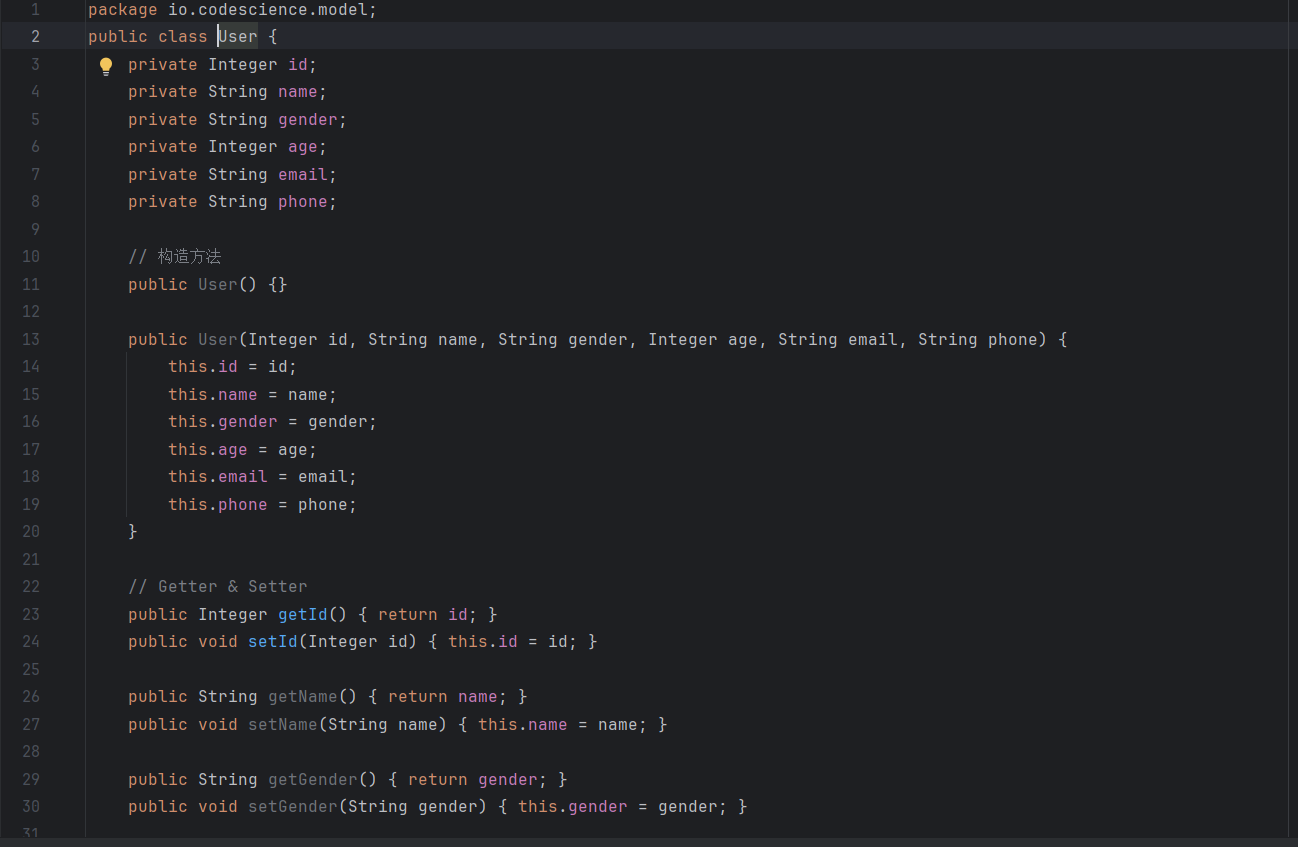 1 package io.codescience.model;
2 public class User {
3 private Integer id;
4 private String name;
5 private String gender;
6 private Integer age;
7 private String email;
8 private String phone;
9
10 // 构造方法
11 public User() {}
12
13 public User(Integer id, String name, String gender, Integer age, String email, String phone) {
14 this.id = id;
15 this.name = name;
16 this.gender = gender;
17 this.age = age;
18 this.email = email;
19 this.phone = phone;
20 }
21
22 // Getter & Setter
23 public Integer getId() { return id; }
24 public void setId(Integer id) { this.id = id; }
25
26 public String getName() { return name; }
27 public void setName(String name) { this.name = name; }
28
29 public String getGender() { return gender; }
30 public void setGender(String gender) { this.gender = gender; }
31